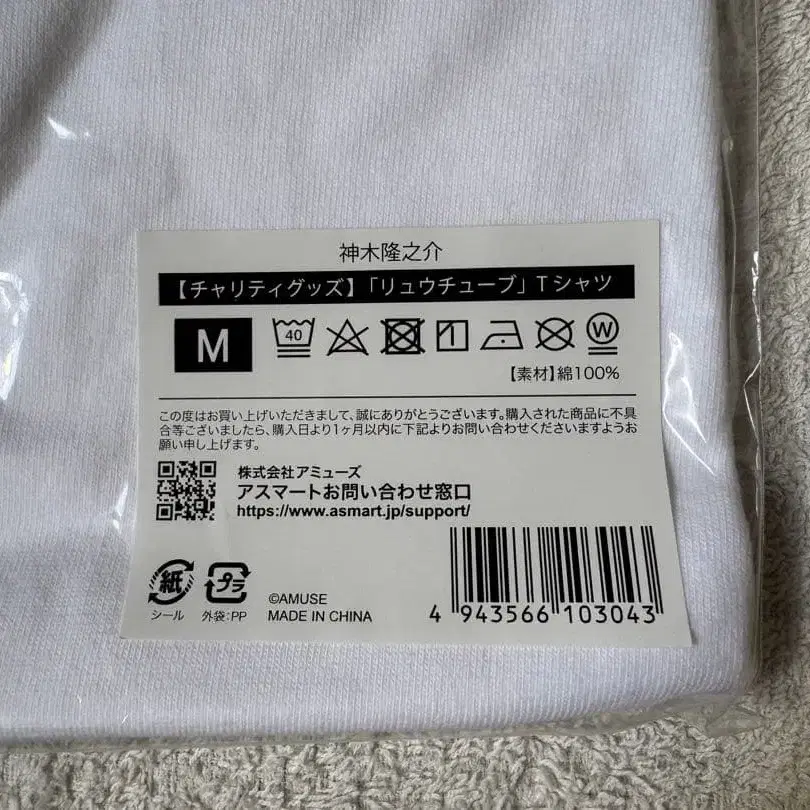 神木隆之介
【チャリティグッズ】「リュウチューブ」Tシャツ
M 40 W
【素材】綿100%
この度はお買い上げいただきまして、誠にありがとうございます。購入された商品に不具
合等ございましたら、購入日より1ヶ月以内に下記よりお問い合わせくださいますようお
願い申し上げます。
株式会社アミューズ
アスマートお問い合わせ窓口
https://www.asmart.jp/support/
紙 プラ
シール 外袋:PP
©AMUSE
MADE IN CHINA
4 943566 103043